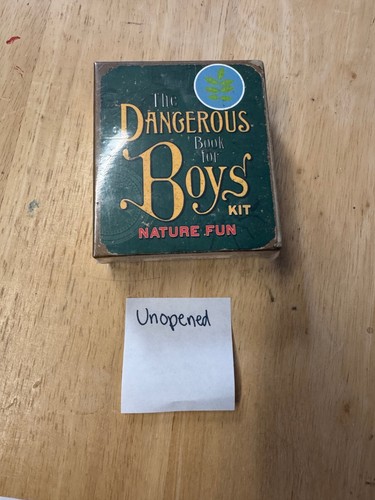 The
DANGEROUS
Book
for
BOYS
KIT
NATURE FUN
Unopened